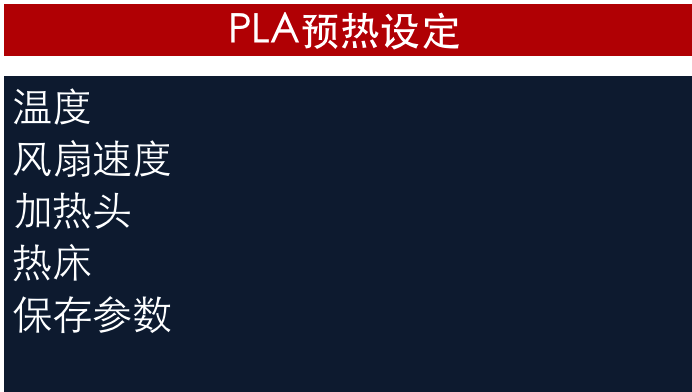 PLA预热设定
温度
风扇速度
加热头
热床
保存参数